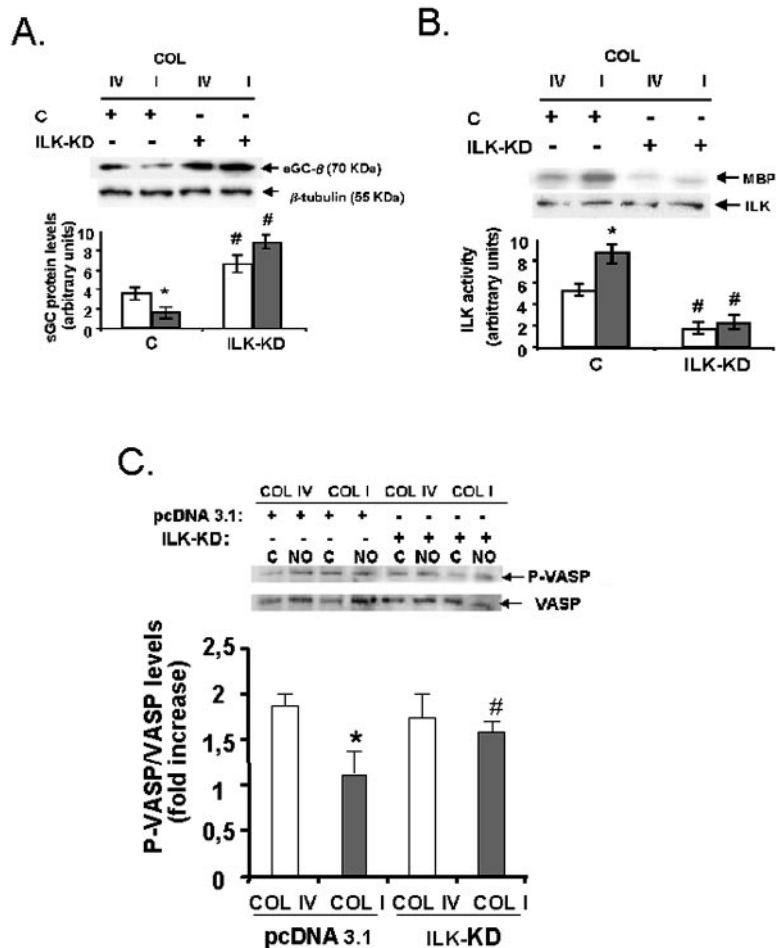 A.
COL
IV I IV I
C + + - -
ILK-KD - - + +
sGC-β (70 KDa)
β-tubulin (55 KDa)
sGC protein levels
(arbitrary units)
10
8
6
4
2
0
*
# #
C ILK-KD
B.
COL
IV I IV I
C + + - -
ILK-KD - - + +
MBP
ILK
ILK activity
(arbitrary units)
10
8
6
4
2
0
*
# #
C ILK-KD
C.
COL IV COL I COL IV COL I
pcDNA 3.1: + + + + - - - -
ILK-KD: - - - - + + + +
C NO C NO C NO C NO
P-VASP
VASP
P-VASP/VASP levels
(fold increase)
2,5
2
1,5
1
0,5
0
*
#
COL IV COL I COL IV COL I
pcDNA 3.1 ILK-KD